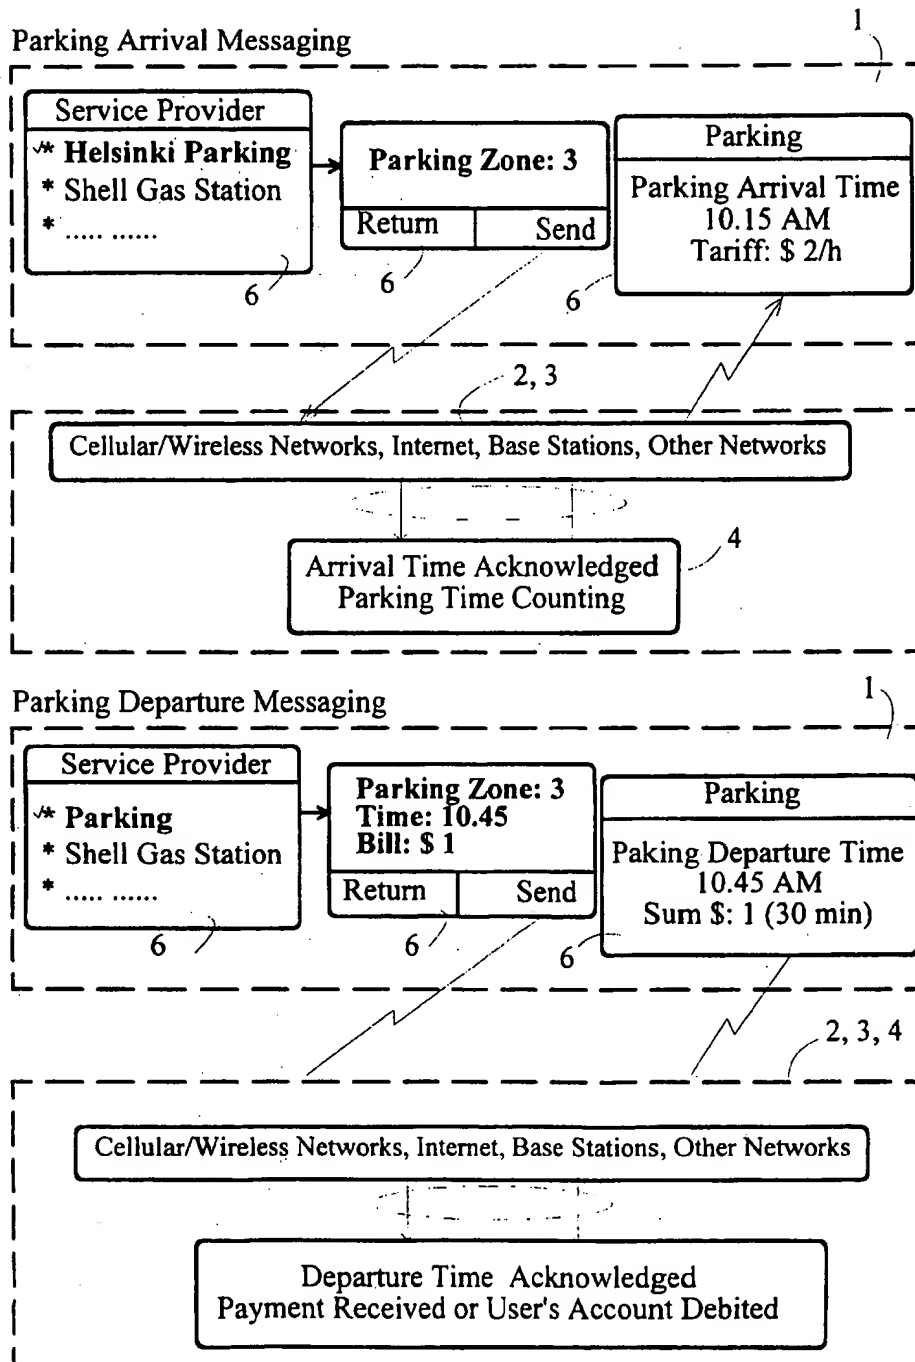 Parking Arrival Messaging
1
Service Provider
* Helsinki Parking
* Shell Gas Station
* ..... ......
6
Parking Zone: 3
Return
Send
6
Parking
Parking Arrival Time
10.15 AM
Tariff: $ 2/h
6
2, 3
Cellular/Wireless Networks, Internet, Base Stations, Other Networks
Arrival Time Acknowledged
Parking Time Counting
4
Parking Departure Messaging
1
Service Provider
* Parking
* Shell Gas Station
* ..... ......
6
Parking Zone: 3
Time: 10.45
Bill: $ 1
Return
Send
6
Parking
Paking Departure Time
10.45 AM
Sum $: 1 (30 min)
6
2, 3, 4
Cellular/Wireless Networks, Internet, Base Stations, Other Networks
Departure Time Acknowledged
Payment Received or User's Account Debited